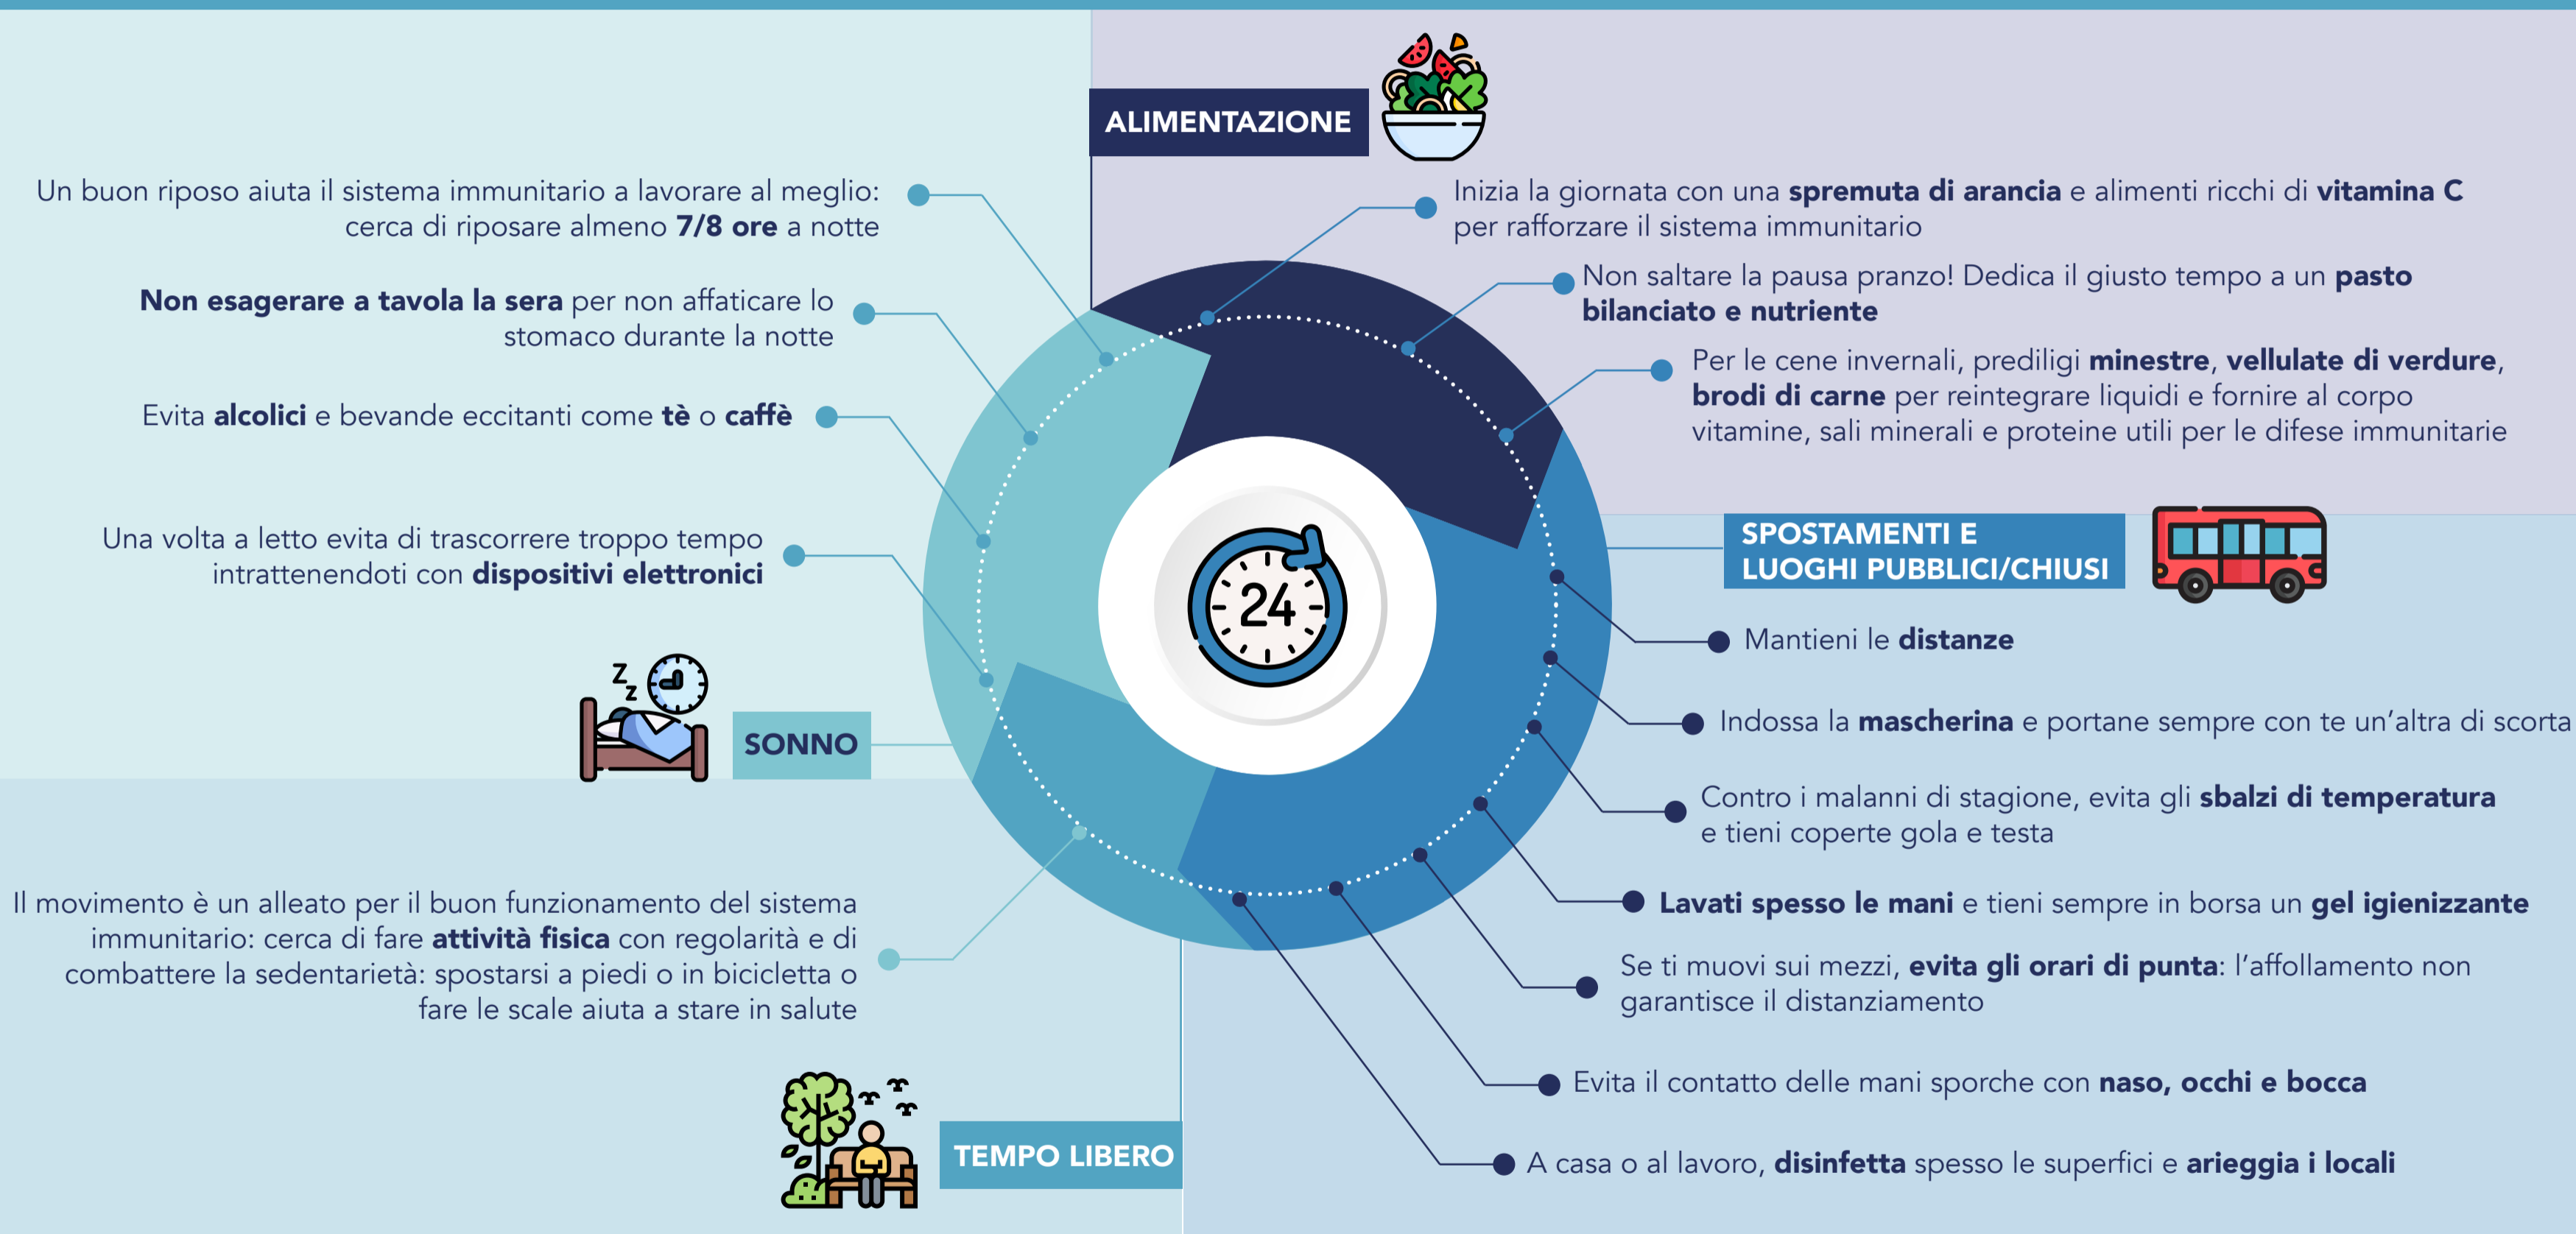 ALIMENTAZIONE
Inizia la giornata con una spremuta di arancia e alimenti ricchi di vitamina C
per rafforzare il sistema immunitario
Non saltare la pausa pranzo! Dedica il giusto tempo a un pasto
bilanciato e nutriente
Per le cene invernali, prediligi minestre, vellulate di verdure,
brodi di carne per reintegrare liquidi e fornire al corpo
vitamine, sali minerali e proteine utili per le difese immunitarie
SPOSTAMENTI E
LUOGHI PUBBLICI/CHIUSI
Mantieni le distanze
Indossa la mascherina e portane sempre con te un’altra di scorta
Contro i malanni di stagione, evita gli sbalzi di temperatura
e tieni coperte gola e testa
Lavati spesso le mani e tieni sempre in borsa un gel igienizzante
Se ti muovi sui mezzi, evita gli orari di punta: l’affollamento non
garantisce il distanziamento
Evita il contatto delle mani sporche con naso, occhi e bocca
A casa o al lavoro, disinfetta spesso le superfici e arieggia i locali
TEMPO LIBERO
Il movimento è un alleato per il buon funzionamento del sistema
immunitario: cerca di fare attività fisica con regolarità e di
combattere la sedentarietà: spostarsi a piedi o in bicicletta o
fare le scale aiuta a stare in salute
SONNO
Z
z
Un buon riposo aiuta il sistema immunitario a lavorare al meglio:
cerca di riposare almeno 7/8 ore a notte
Non esagerare a tavola la sera per non affaticare lo
stomaco durante la notte
Evita alcolici e bevande eccitanti come tè o caffè
Una volta a letto evita di trascorrere troppo tempo
intrattenendoti con dispositivi elettronici
24